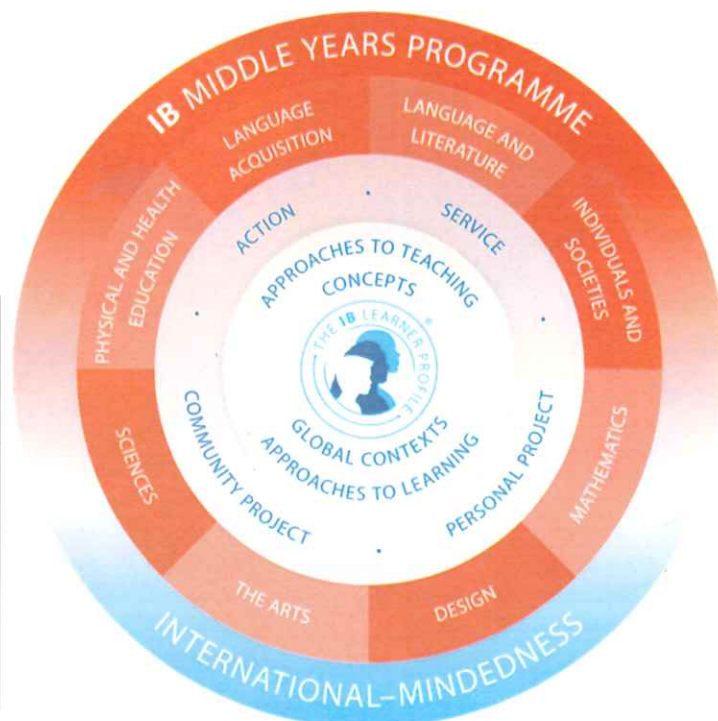 IB MIDDLE YEARS PROGRAMME
LANGUAGE
ACQUISITION
LANGUAGE AND
LITERATURE
PHYSICAL AND HEALTH
EDUCATION
INDIVIDUALS AND
SOCIETIES
SCIENCES
MATHEMATICS
THE ARTS
DESIGN
ACTION
SERVICE
COMMUNITY PROJECT
PERSONAL PROJECT
APPROACHES TO TEACHING
CONCEPTS
THE IB LEARNER PROFILE®
GLOBAL CONTEXTS
APPROACHES TO LEARNING
INTERNATIONAL–MINDEDNESS